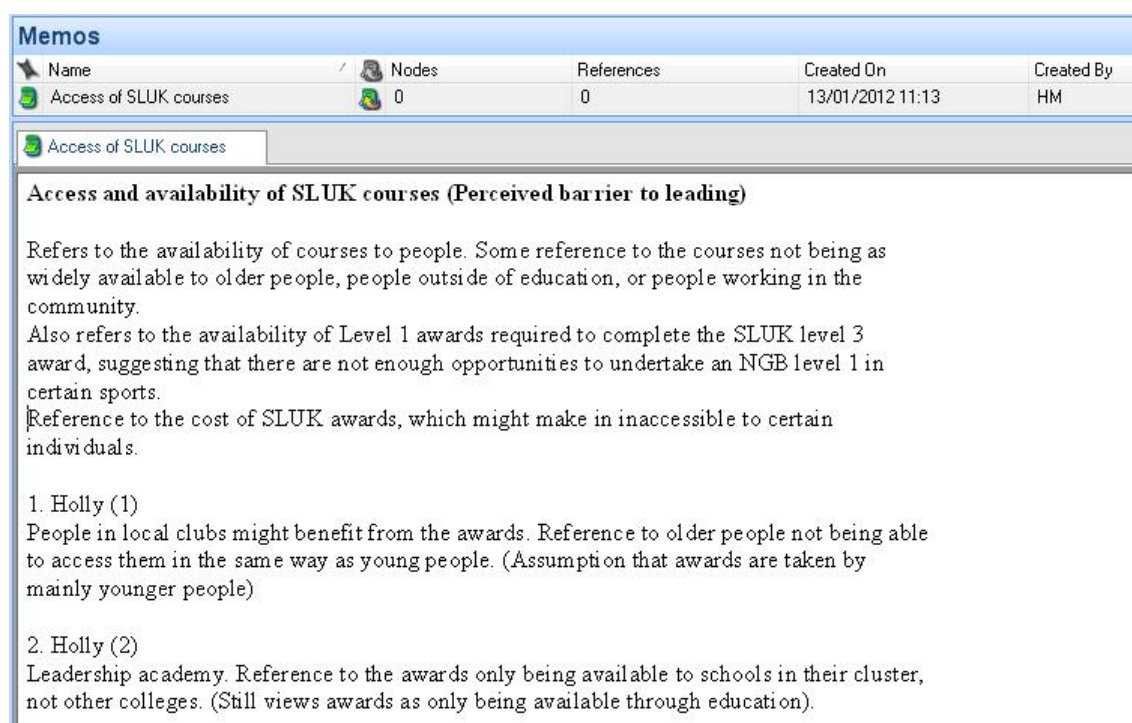 Memos
Name / Nodes References Created On Created By
Access of SLUK courses 0 0 13/01/2012 11:13 HM
Access of SLUK courses
Access and availability of SLUK courses (Perceived barrier to leading)
Refers to the availability of courses to people. Some reference to the courses not being as
widely available to older people, people outside of education, or people working in the
community.
Also refers to the availability of Level 1 awards required to complete the SLUK level 3
award, suggesting that there are not enough opportunities to undertake an NGB level 1 in
certain sports.
Reference to the cost of SLUK awards, which might make in inaccessible to certain
individuals.
1. Holly (1)
People in local clubs might benefit from the awards. Reference to older people not being able
to access them in the same way as young people. (Assumption that awards are taken by
mainly younger people)
2. Holly (2)
Leadership academy. Reference to the awards only being available to schools in their cluster,
not other colleges. (Still views awards as only being available through education).